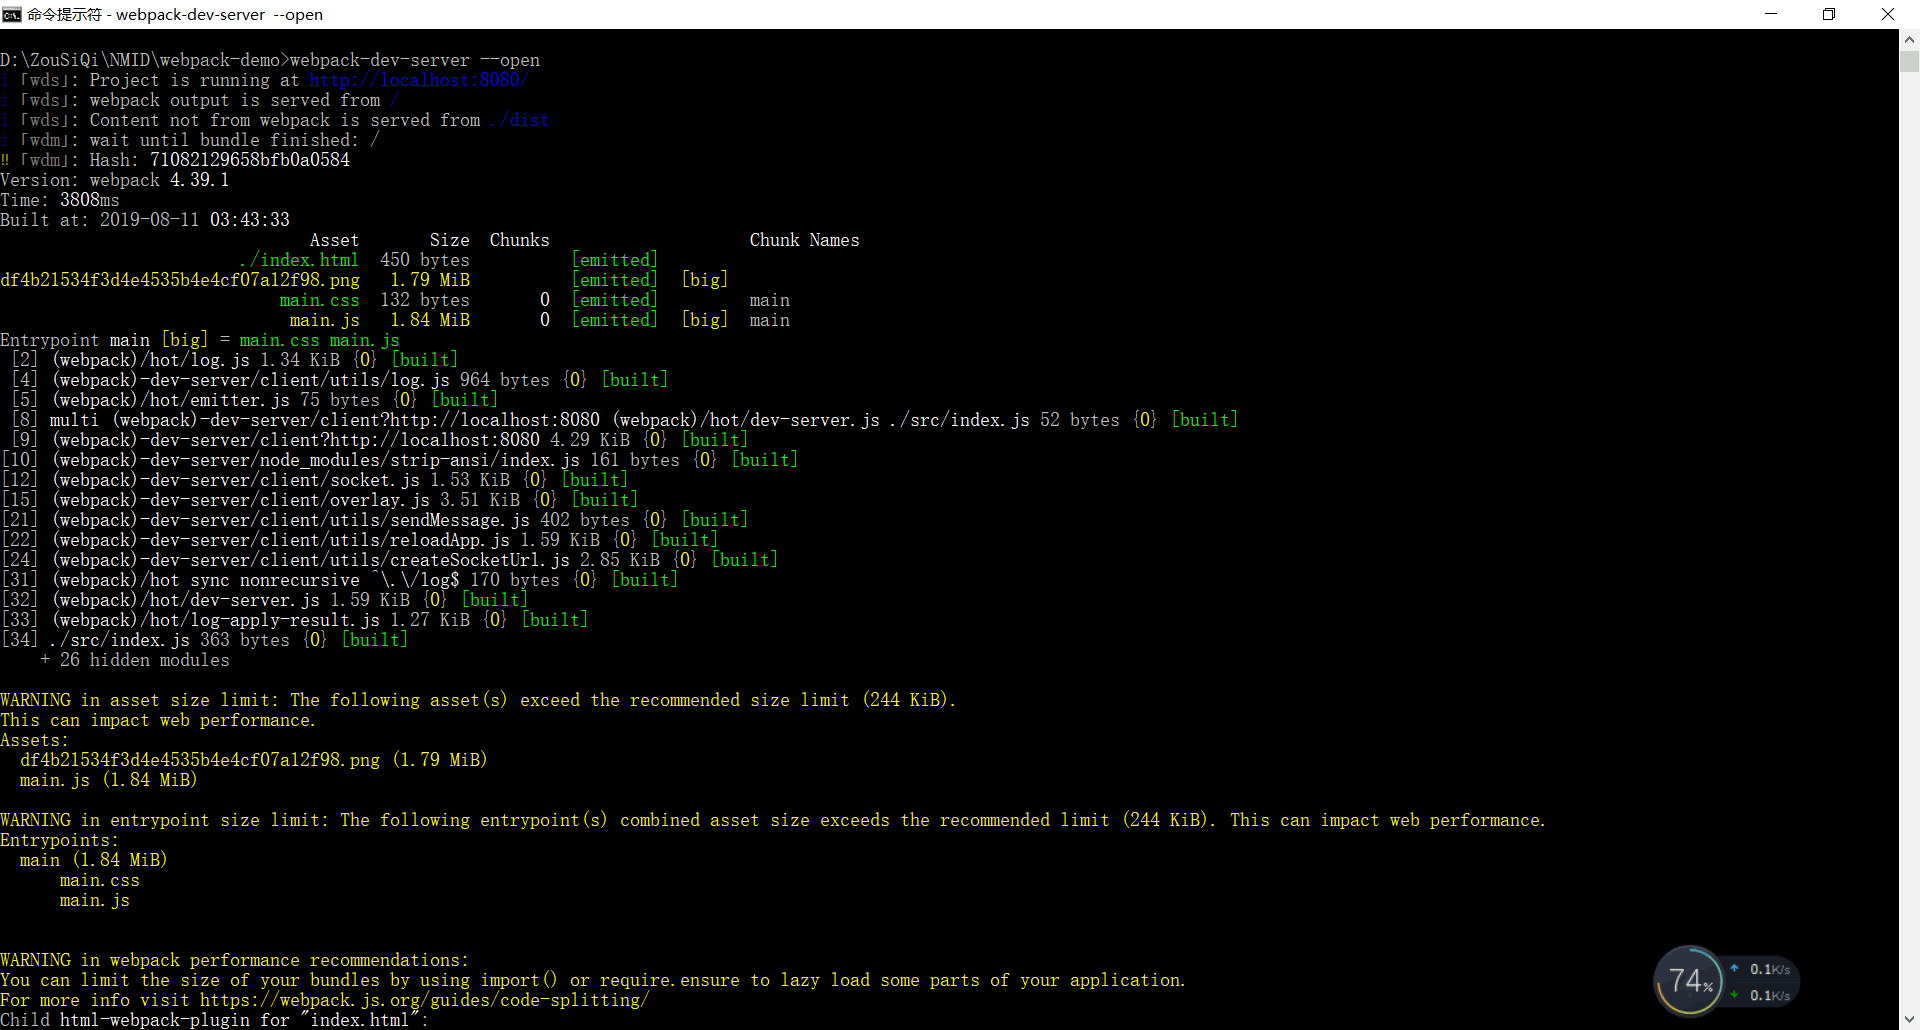 命令提示符 - webpack-dev-server  --open
D:\ZouSiQi\NMID\webpack-demo>webpack-dev-server --open
i ｢wds｣: Project is running at http://localhost:8080/
i ｢wds｣: webpack output is served from /
i ｢wds｣: Content not from webpack is served from ./dist
i ｢wdm｣: wait until bundle finished: /
‼ ｢wdm｣: Hash: 71082129658bfb0a0584
Version: webpack 4.39.1
Time: 3808ms
Built at: 2019-08-11 03:43:33
Asset Size Chunks Chunk Names
./index.html 450 bytes [emitted]
df4b21534f3d4e4535b4e4cf07a12f98.png 1.79 MiB [emitted] [big]
main.css 132 bytes 0 [emitted] main
main.js 1.84 MiB 0 [emitted] [big] main
Entrypoint main [big] = main.css main.js
[2] (webpack)/hot/log.js 1.34 KiB {0} [built]
[4] (webpack)-dev-server/client/utils/log.js 964 bytes {0} [built]
[5] (webpack)/hot/emitter.js 75 bytes {0} [built]
[8] multi (webpack)-dev-server/client?http://localhost:8080 (webpack)/hot/dev-server.js ./src/index.js 52 bytes {0} [built]
[9] (webpack)-dev-server/client?http://localhost:8080 4.29 KiB {0} [built]
[10] (webpack)-dev-server/node_modules/strip-ansi/index.js 161 bytes {0} [built]
[12] (webpack)-dev-server/client/socket.js 1.53 KiB {0} [built]
[15] (webpack)-dev-server/client/overlay.js 3.51 KiB {0} [built]
[21] (webpack)-dev-server/client/utils/sendMessage.js 402 bytes {0} [built]
[22] (webpack)-dev-server/client/utils/reloadApp.js 1.59 KiB {0} [built]
[24] (webpack)-dev-server/client/utils/createSocketUrl.js 2.85 KiB {0} [built]
[31] (webpack)/hot sync nonrecursive ^\.\/log$ 170 bytes {0} [built]
[32] (webpack)/hot/dev-server.js 1.59 KiB {0} [built]
[33] (webpack)/hot/log-apply-result.js 1.27 KiB {0} [built]
[34] ./src/index.js 363 bytes {0} [built]
+ 26 hidden modules
WARNING in asset size limit: The following asset(s) exceed the recommended size limit (244 KiB).
This can impact web performance.
Assets:
df4b21534f3d4e4535b4e4cf07a12f98.png (1.79 MiB)
main.js (1.84 MiB)
WARNING in entrypoint size limit: The following entrypoint(s) combined asset size exceeds the recommended limit (244 KiB). This can impact web performance.
Entrypoints:
main (1.84 MiB)
main.css
main.js
WARNING in webpack performance recommendations:
You can limit the size of your bundles by using import() or require.ensure to lazy load some parts of your application.
For more info visit https://webpack.js.org/guides/code-splitting/
Child html-webpack-plugin for "index.html":
74%
0.1K/s
0.1K/s